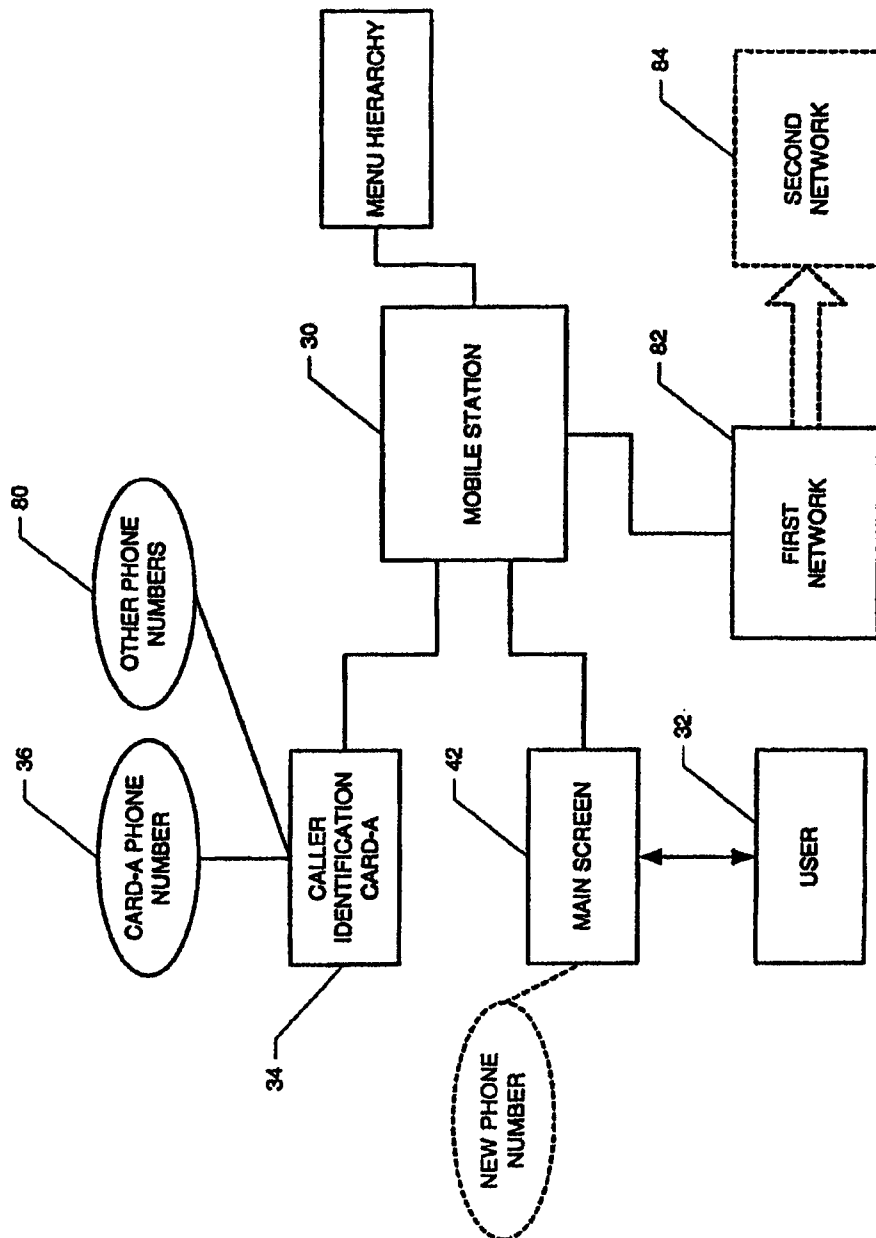 36
CARD-A PHONE
NUMBER
80
OTHER PHONE
NUMBERS
34
CALLER
IDENTIFICATION
CARD-A
30
MOBILE STATION
MENU HIERARCHY
NEW PHONE
NUMBER
42
MAIN SCREEN
32
USER
82
FIRST
NETWORK
84
SECOND
NETWORK